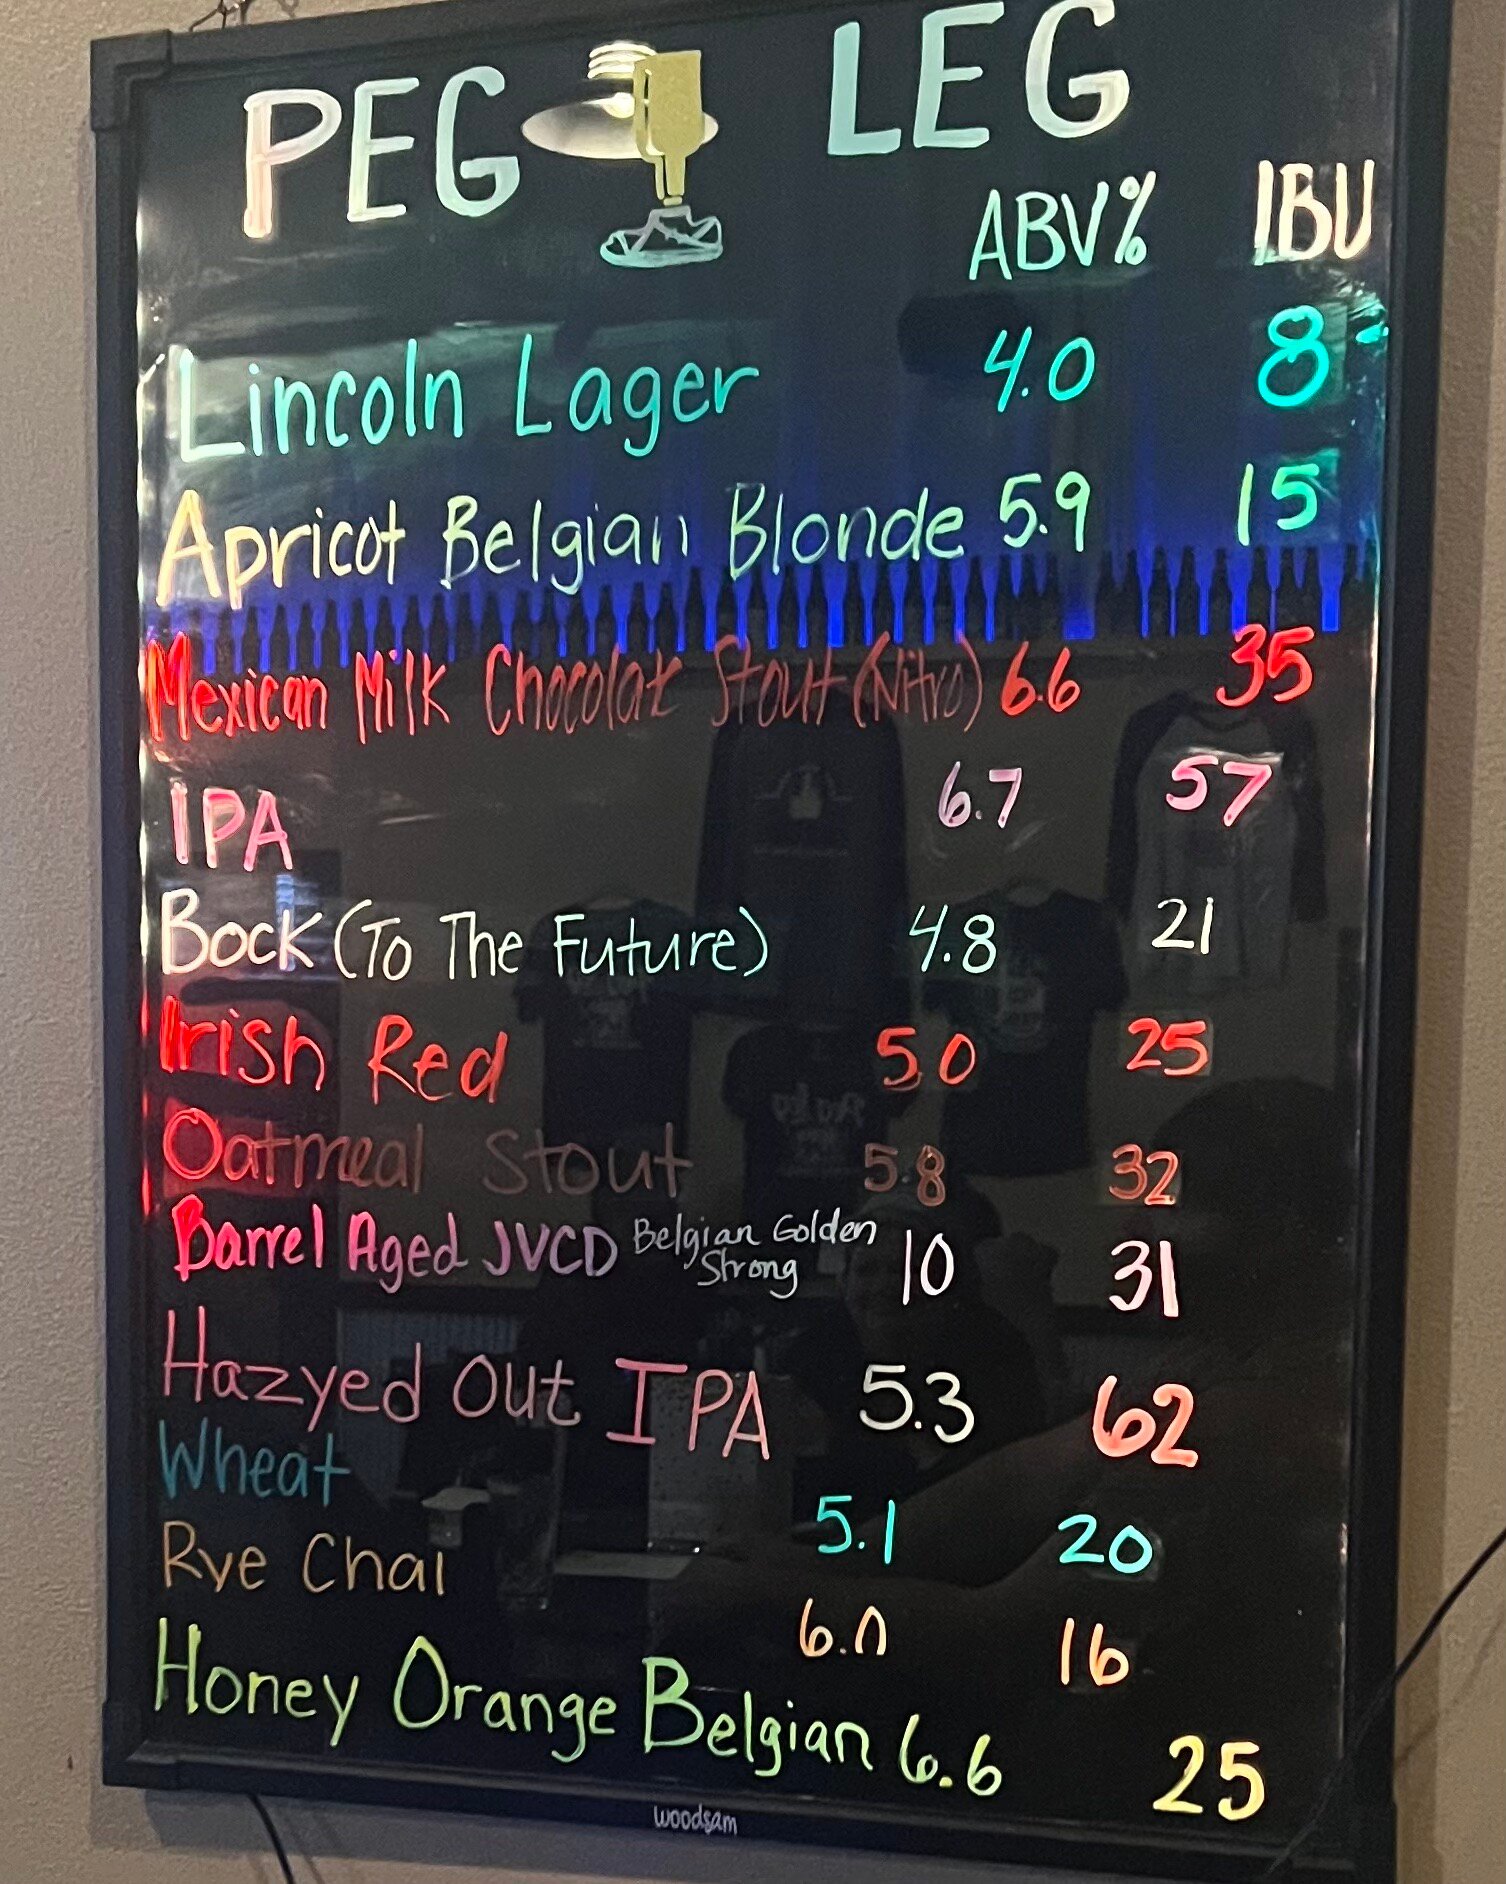 PEG LEG
ABV% IBU
Lincoln Lager 4.0 8
Apricot Belgian Blonde 5.9 15
Mexican Milk Chocolat Stout (Nitro) 6.6 35
IPA 6.7 57
Bock (To The Future) 4.8 21
Irish Red 5.0 25
Oatmeal Stout 5.8 32
Barrel Aged JVCD Belgian Golden Strong 10 31
Hazyed Out IPA 5.3 62
Wheat 5.1 20
Rye Chai 6.0 16
Honey Orange Belgian 6.6 25
woodsam